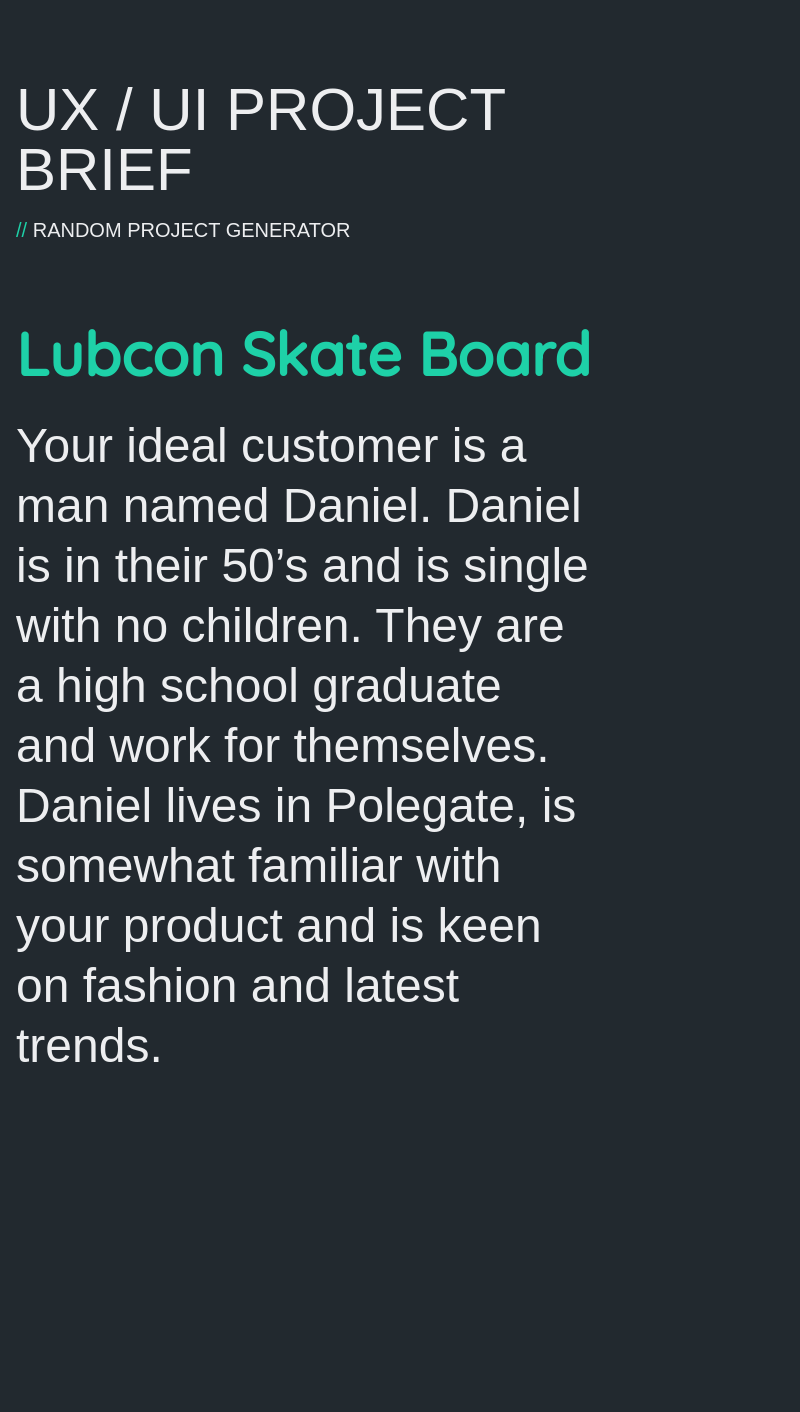 UX / UI PROJECT
BRIEF
// RANDOM PROJECT GENERATOR
Lubcon Skate Board
Your ideal customer is a
man named Daniel. Daniel
is in their 50’s and is single
with no children. They are
a high school graduate
and work for themselves.
Daniel lives in Polegate, is
somewhat familiar with
your product and is keen
on fashion and latest
trends.